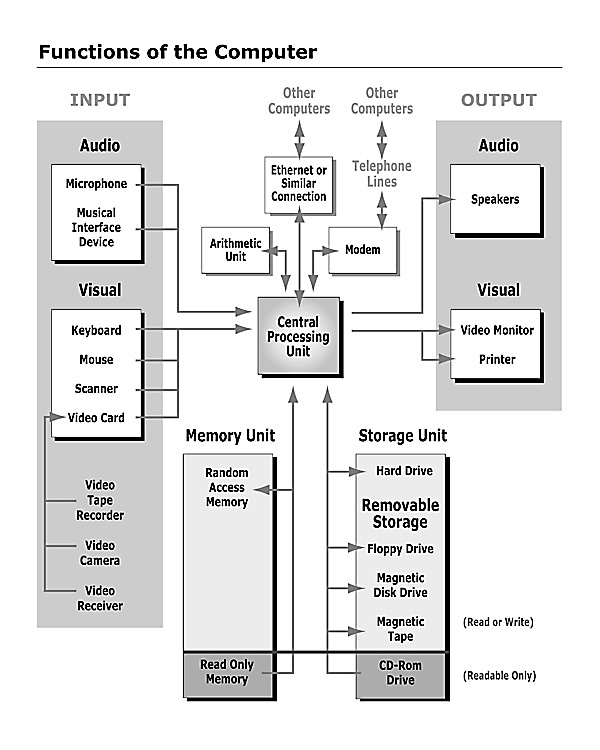 Functions of the Computer
INPUT
Other
Computers
Other
Computers
OUTPUT
Audio
Microphone
Musical
Interface
Device
Visual
Keyboard
Mouse
Scanner
Video Card
Video
Tape
Recorder
Video
Camera
Video
Receiver
Ethernet or
Similar
Connection
Telephone
Lines
Arithmetic
Unit
Modem
Central
Processing
Unit
Audio
Speakers
Visual
Video Monitor
Printer
Memory Unit
Random
Access
Memory
Read Only
Memory
Storage Unit
Hard Drive
Removable
Storage
Floppy Drive
Magnetic
Disk Drive
Magnetic
Tape
(Read or Write)
CD-Rom
Drive
(Readable Only)